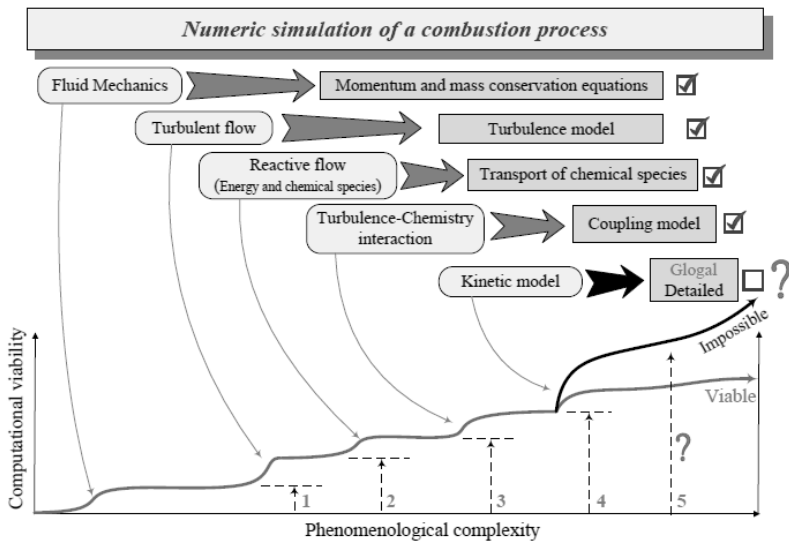 Numeric simulation of a combustion process
Fluid Mechanics
Momentum and mass conservation equations
Turbulent flow
Turbulence model
Reactive flow
(Energy and chemical species)
Transport of chemical species
Turbulence-Chemistry
interaction
Coupling model
Kinetic model
Glogal
Detailed
?
Impossible
Viable
?
1
2
3
4
5
Computational viability
Phenomenological complexity